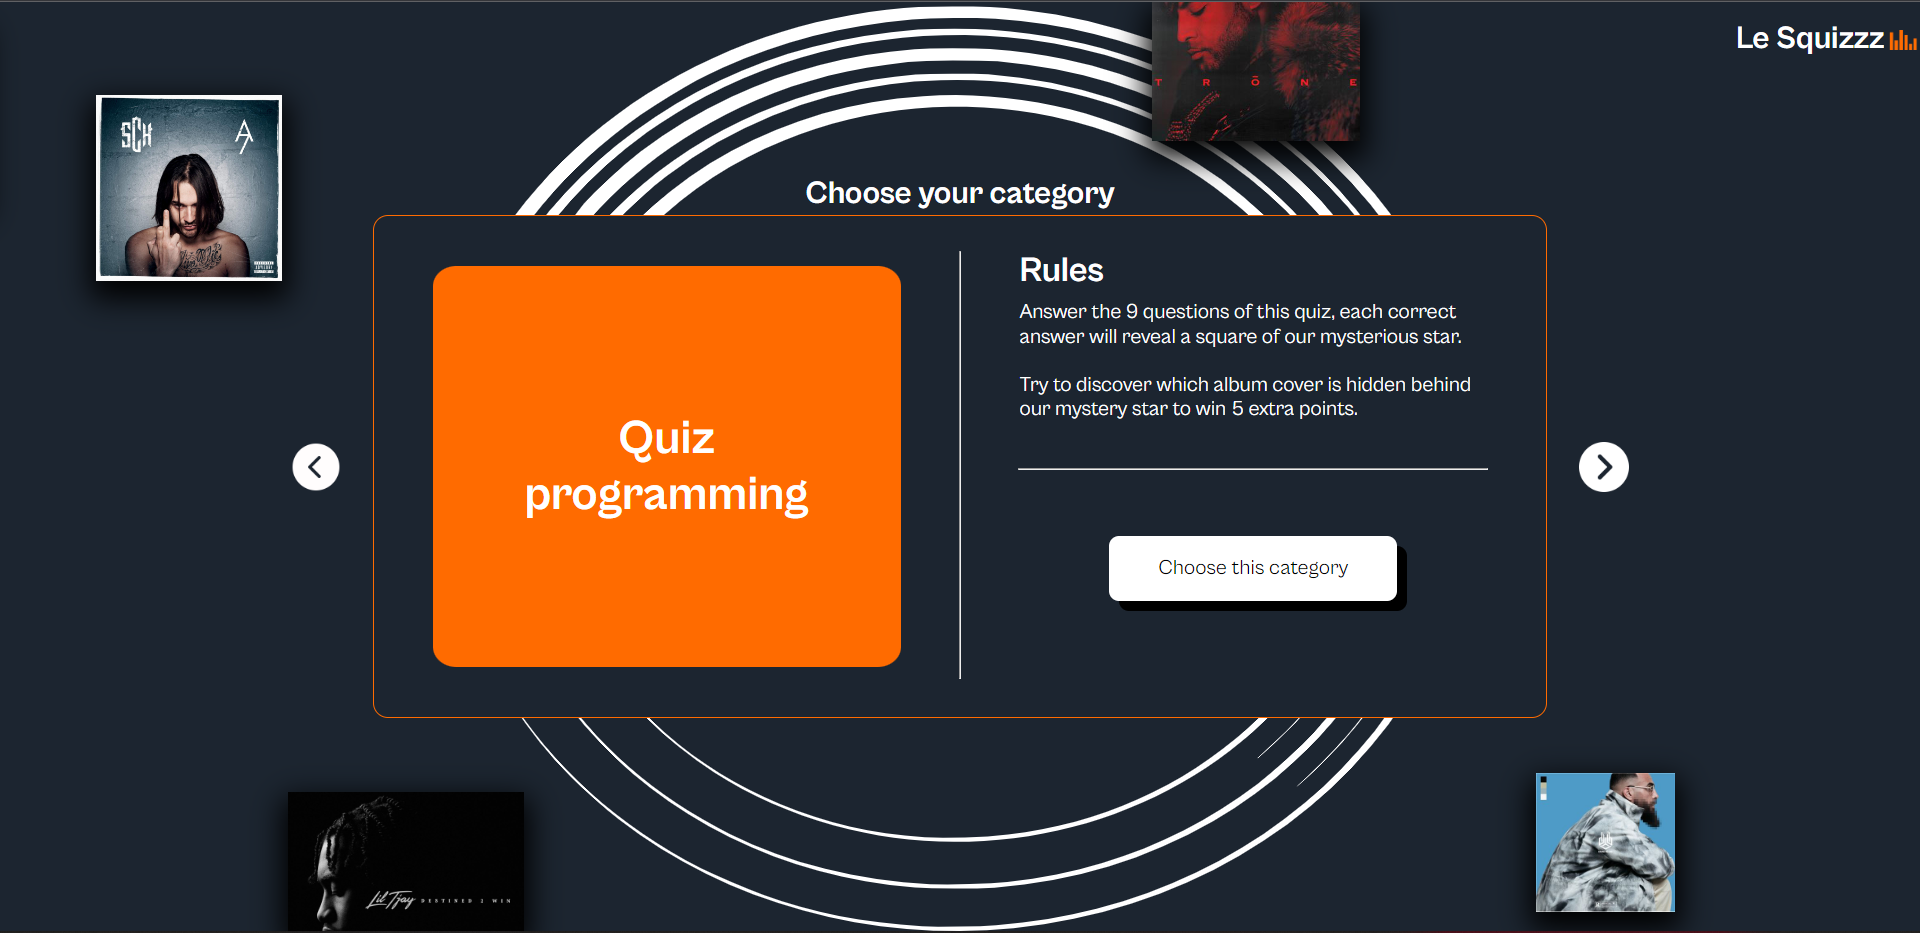 Le Squizzz
TRŌNE
SCH
A7
Choose your category
Quiz
programming
Rules
Answer the 9 questions of this quiz, each correct
answer will reveal a square of our mysterious star.
Try to discover which album cover is hidden behind
our mystery star to win 5 extra points.
Choose this category
Lil Tjay DESTINED 2 WIN